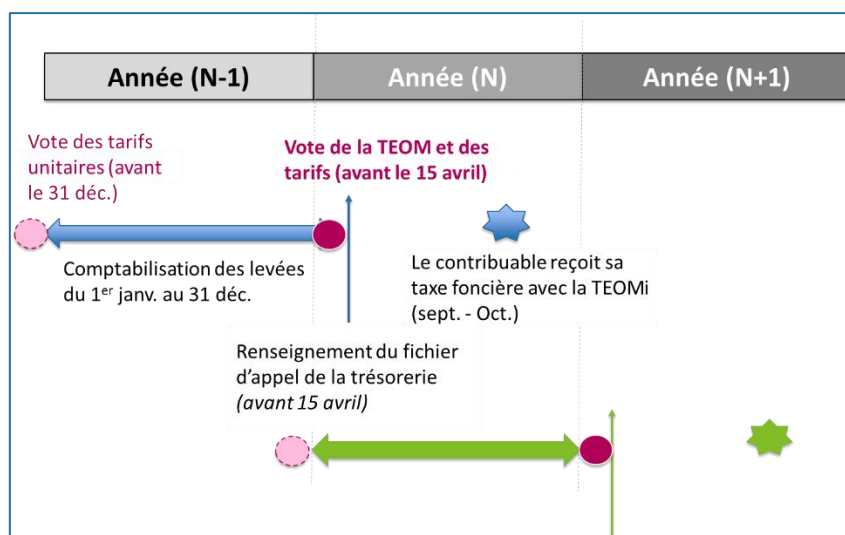 Année (N-1)
Année (N)
Année (N+1)
Vote des tarifs
unitaires (avant
le 31 déc.)
Vote de la TEOM et des
tarifs (avant le 15 avril)
Comptabilisation des levées
du 1er janv. au 31 déc.
Le contribuable reçoit sa
taxe foncière avec la TEOMi
(sept. - Oct.)
Renseignement du fichier
d'appel de la trésorerie
(avant 15 avril)